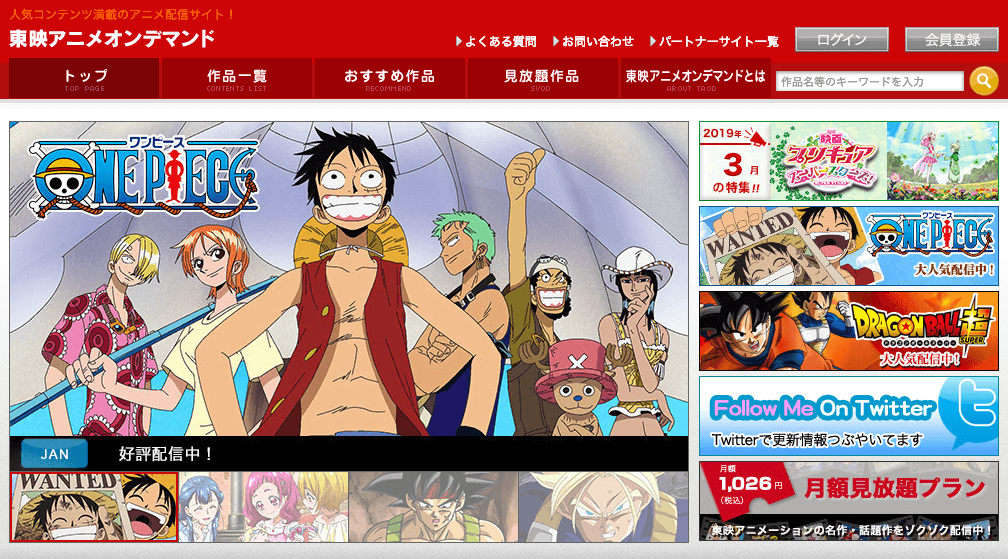 人気コンテンツ満載のアニメ配信サイト！
東映アニメオンデマンド
よくある質問
お問い合わせ
パートナーサイト一覧
ログイン
会員登録
トップ
TOP PAGE
作品一覧
CONTENTS LIST
おすすめ作品
RECOMMEND
見放題作品
SVOD
東映アニメオンデマンドとは
ABOUT TAOD
作品名等のキーワードを入力
ワンピース
ONE PIECE
JAN
好評配信中！
WANTED
2019年
3月
の特集!!
映画
プリキュア
WANTED
ワンピース
ONE PIECE
大人気配信中！
DRAGONBALL超
SUPER
大人気配信中！
Follow Me On Twitter
Twitterで更新情報つぶやいてます
月額
1,026円
（税込）
月額見放題プラン
東映アニメーションの名作・話題作をゾクゾク配信中！